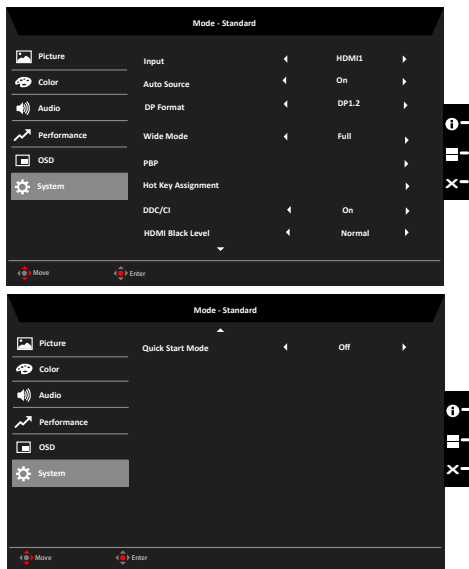 Mode - Standard
Picture
Color
Audio
Performance
OSD
System
Input HDMI1
Auto Source On
DP Format DP1.2
Wide Mode Full
PBP
Hot Key Assignment
DDC/CI On
HDMI Black Level Normal
Move Enter
Mode - Standard
Picture
Color
Audio
Performance
OSD
System
Quick Start Mode Off
Move Enter